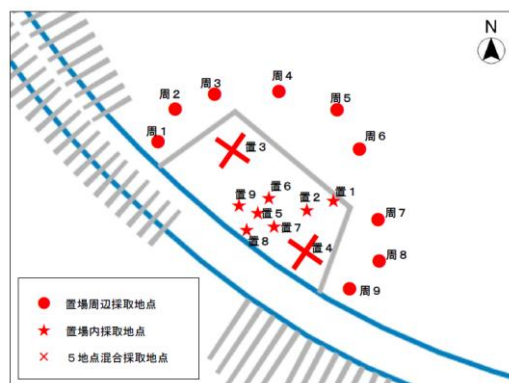 N
周4
周3
周2
周5
周1
周6
置3
置6
置1
置9
置2
置5
周7
置7
置8
置4
周8
周9
置場周辺採取地点
置場内採取地点
5地点混合採取地点